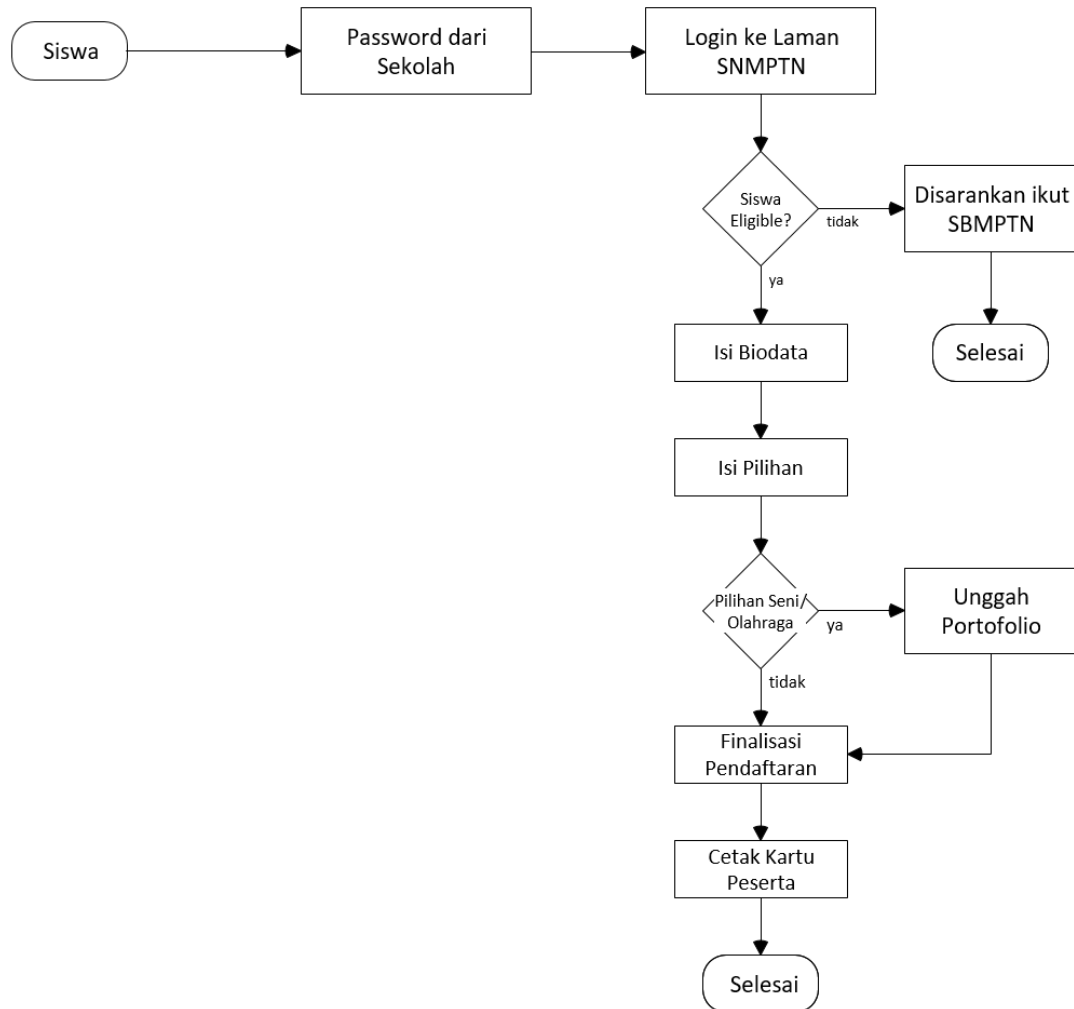 Siswa
Password dari
Sekolah
Login ke Laman
SNMPTN
Siswa
Eligible?
tidak
Disarankan ikut
SBMPTN
ya
Isi Biodata
Selesai
Isi Pilihan
Pilihan Seni/
Olahraga
ya
Unggah
Portofolio
tidak
Finalisasi
Pendaftaran
Cetak Kartu
Peserta
Selesai